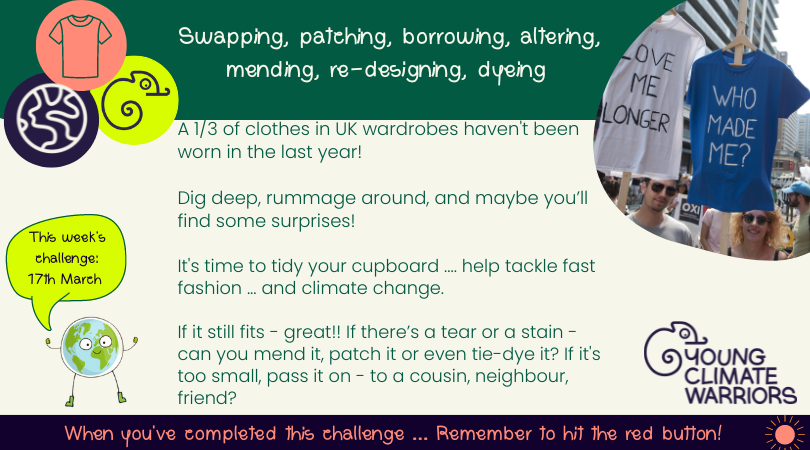 Swapping, patching, borrowing, altering,
mending, re-designing, dyeing
LOVE
ME
LONGER
WHO
MADE
ME?
OXI
A 1/3 of clothes in UK wardrobes haven't been
worn in the last year!
Dig deep, rummage around, and maybe you'll
find some surprises!
It's time to tidy your cupboard .... help tackle fast
fashion ... and climate change.
If it still fits - great!! If there's a tear or a stain -
can you mend it, patch it or even tie-dye it? If it's
too small, pass it on - to a cousin, neighbour,
friend?
This week's
challenge:
17th March
YOUNG
CLIMATE
WARRIORS
When you've completed this challenge ... Remember to hit the red button!